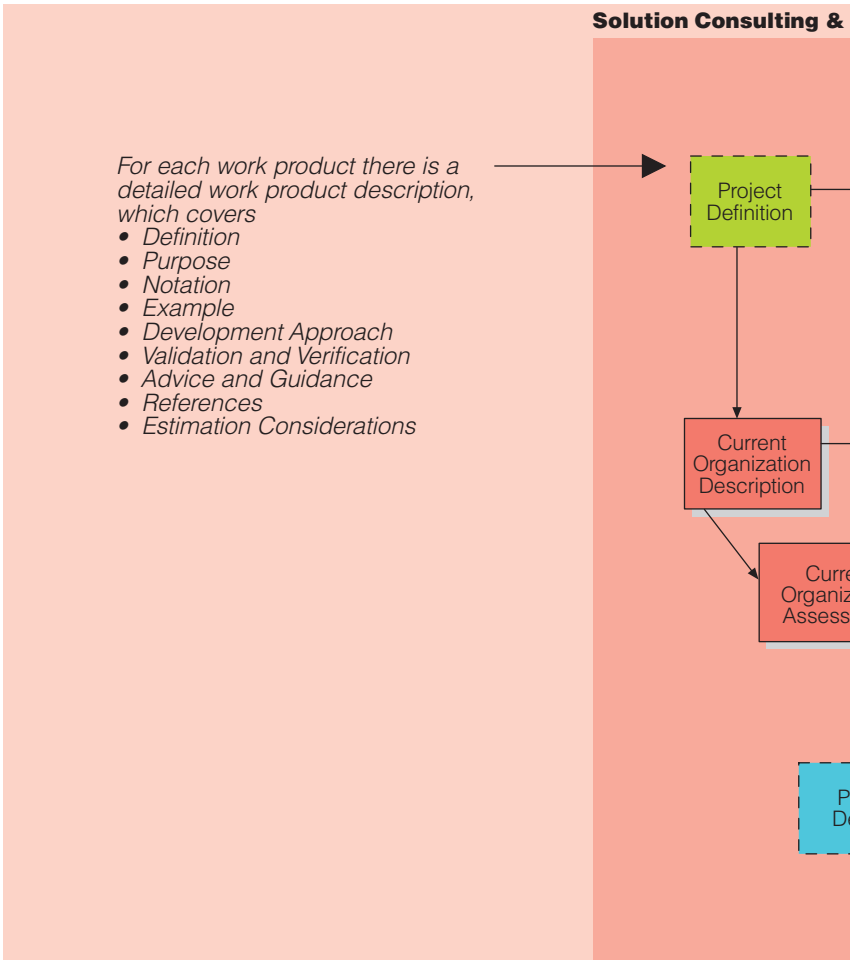 Solution Consulting &
For each work product there is a
detailed work product description,
which covers
• Definition
• Purpose
• Notation
• Example
• Development Approach
• Validation and Verification
• Advice and Guidance
• References
• Estimation Considerations
Project
Definition
Current
Organization
Description